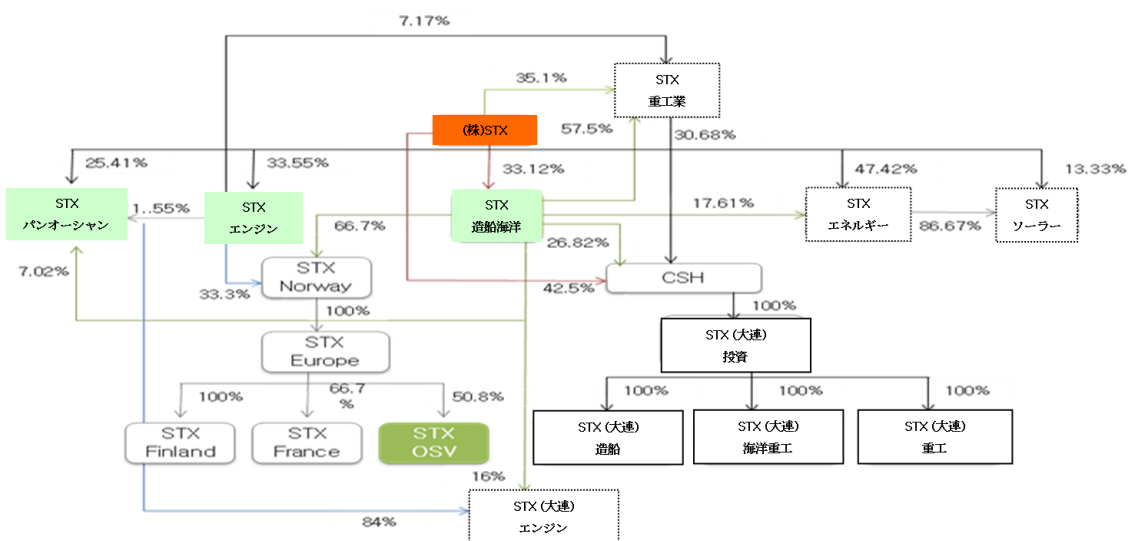 7.17%
STX
重工業
35.1%
(株)STX
57.5%
30.68%
25.41%
33.55%
33.12%
47.42%
13.33%
STX
パンオーシャン
1..55%
STX
エンジン
STX
造船海洋
17.61%
STX
エネルギー
86.67%
STX
ソーラー
66.7%
26.82%
7.02%
33.3%
STX
Norway
42.5%
CSH
100%
100%
STX
Europe
STX (大連)
投資
100%
66.7
%
50.8%
100%
100%
100%
STX
Finland
STX
France
STX
OSV
STX (大連)
造船
STX (大連)
海洋重工
STX (大連)
重工
16%
84%
STX (大連)
エンジン